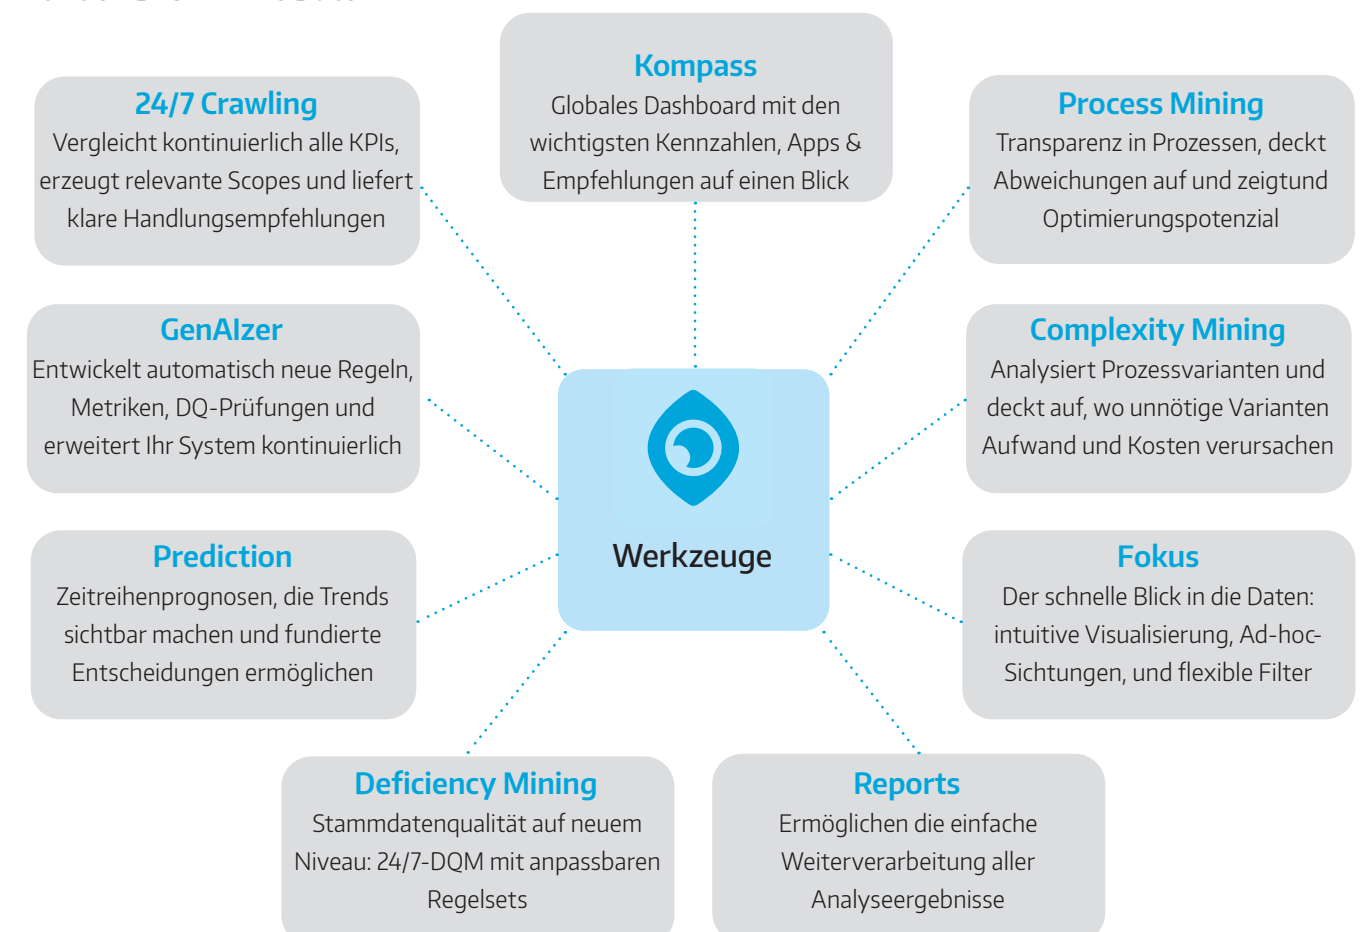 Kompass
Globales Dashboard mit den
wichtigsten Kennzahlen, Apps &
Empfehlungen auf einen Blick
24/7 Crawling
Vergleicht kontinuierlich alle KPIs,
erzeugt relevante Scopes und liefert
klare Handlungsempfehlungen
Process Mining
Transparenz in Prozessen, deckt
Abweichungen auf und zeigtund
Optimierungspotenzial
GenAIzer
Entwickelt automatisch neue Regeln,
Metriken, DQ-Prüfungen und
erweitert Ihr System kontinuierlich
Complexity Mining
Analysiert Prozessvarianten und
deckt auf, wo unnötige Varianten
Aufwand und Kosten verursachen
Werkzeuge
Prediction
Zeitreihenprognosen, die Trends
sichtbar machen und fundierte
Entscheidungen ermöglichen
Fokus
Der schnelle Blick in die Daten:
intuitive Visualisierung, Ad-hoc-
Sichtungen, und flexible Filter
Deficiency Mining
Stammdatenqualität auf neuem
Niveau: 24/7-DQM mit anpassbaren
Regelsets
Reports
Ermöglichen die einfache
Weiterverarbeitung aller
Analyseergebnisse